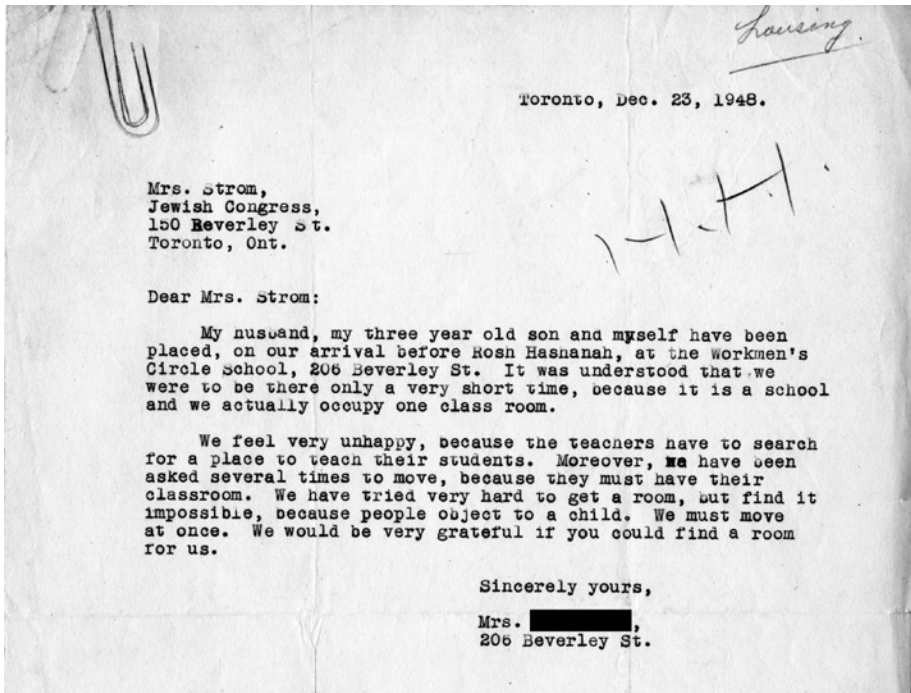 Housing.
Toronto, Dec. 23, 1948.
H.H.
Mrs. Strom,
Jewish Congress,
150 Beverley St.
Toronto, Ont.
Dear Mrs. Strom:
My husband, my three year old son and myself have been
placed, on our arrival before Rosh Hashanah, at the Workmen's
Circle School, 206 Beverley St. It was understood that we
were to be there only a very short time, because it is a school
and we actually occupy one class room.
We feel very unhappy, because the teachers have to search
for a place to teach their students. Moreover, we have been
asked several times to move, because they must have their
classroom. We have tried very hard to get a room, but find it
impossible, because people object to a child. We must move
at once. We would be very grateful if you could find a room
for us.
Sincerely yours,
Mrs. ,
206 Beverley St.